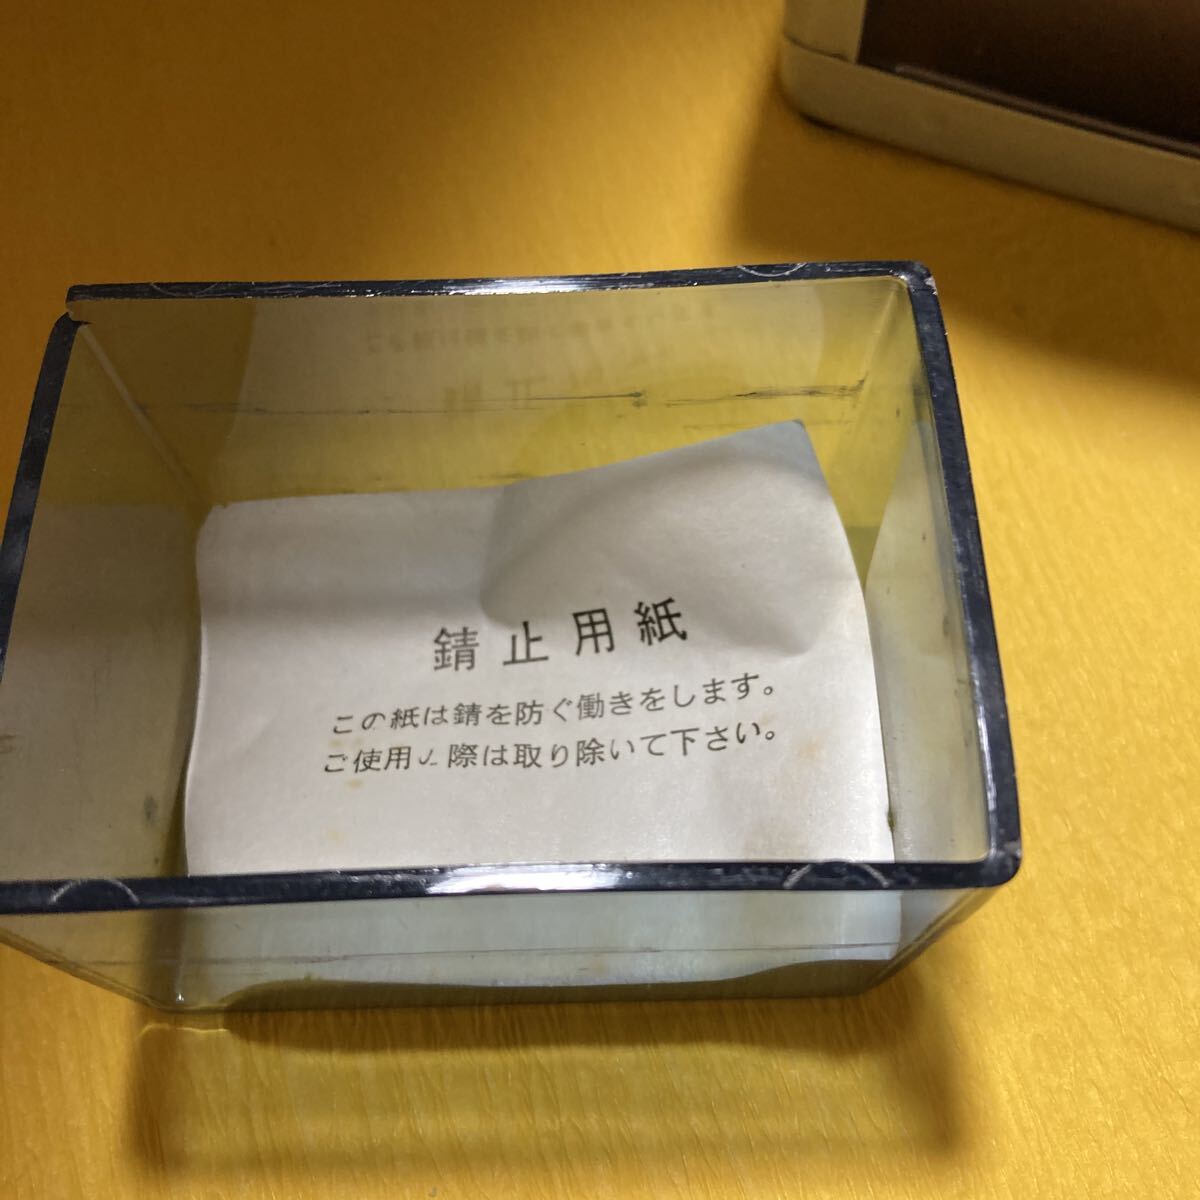 錆止用紙
この紙は錆を防ぐ働きをします。
ご使用の際は取り除いて下さい。